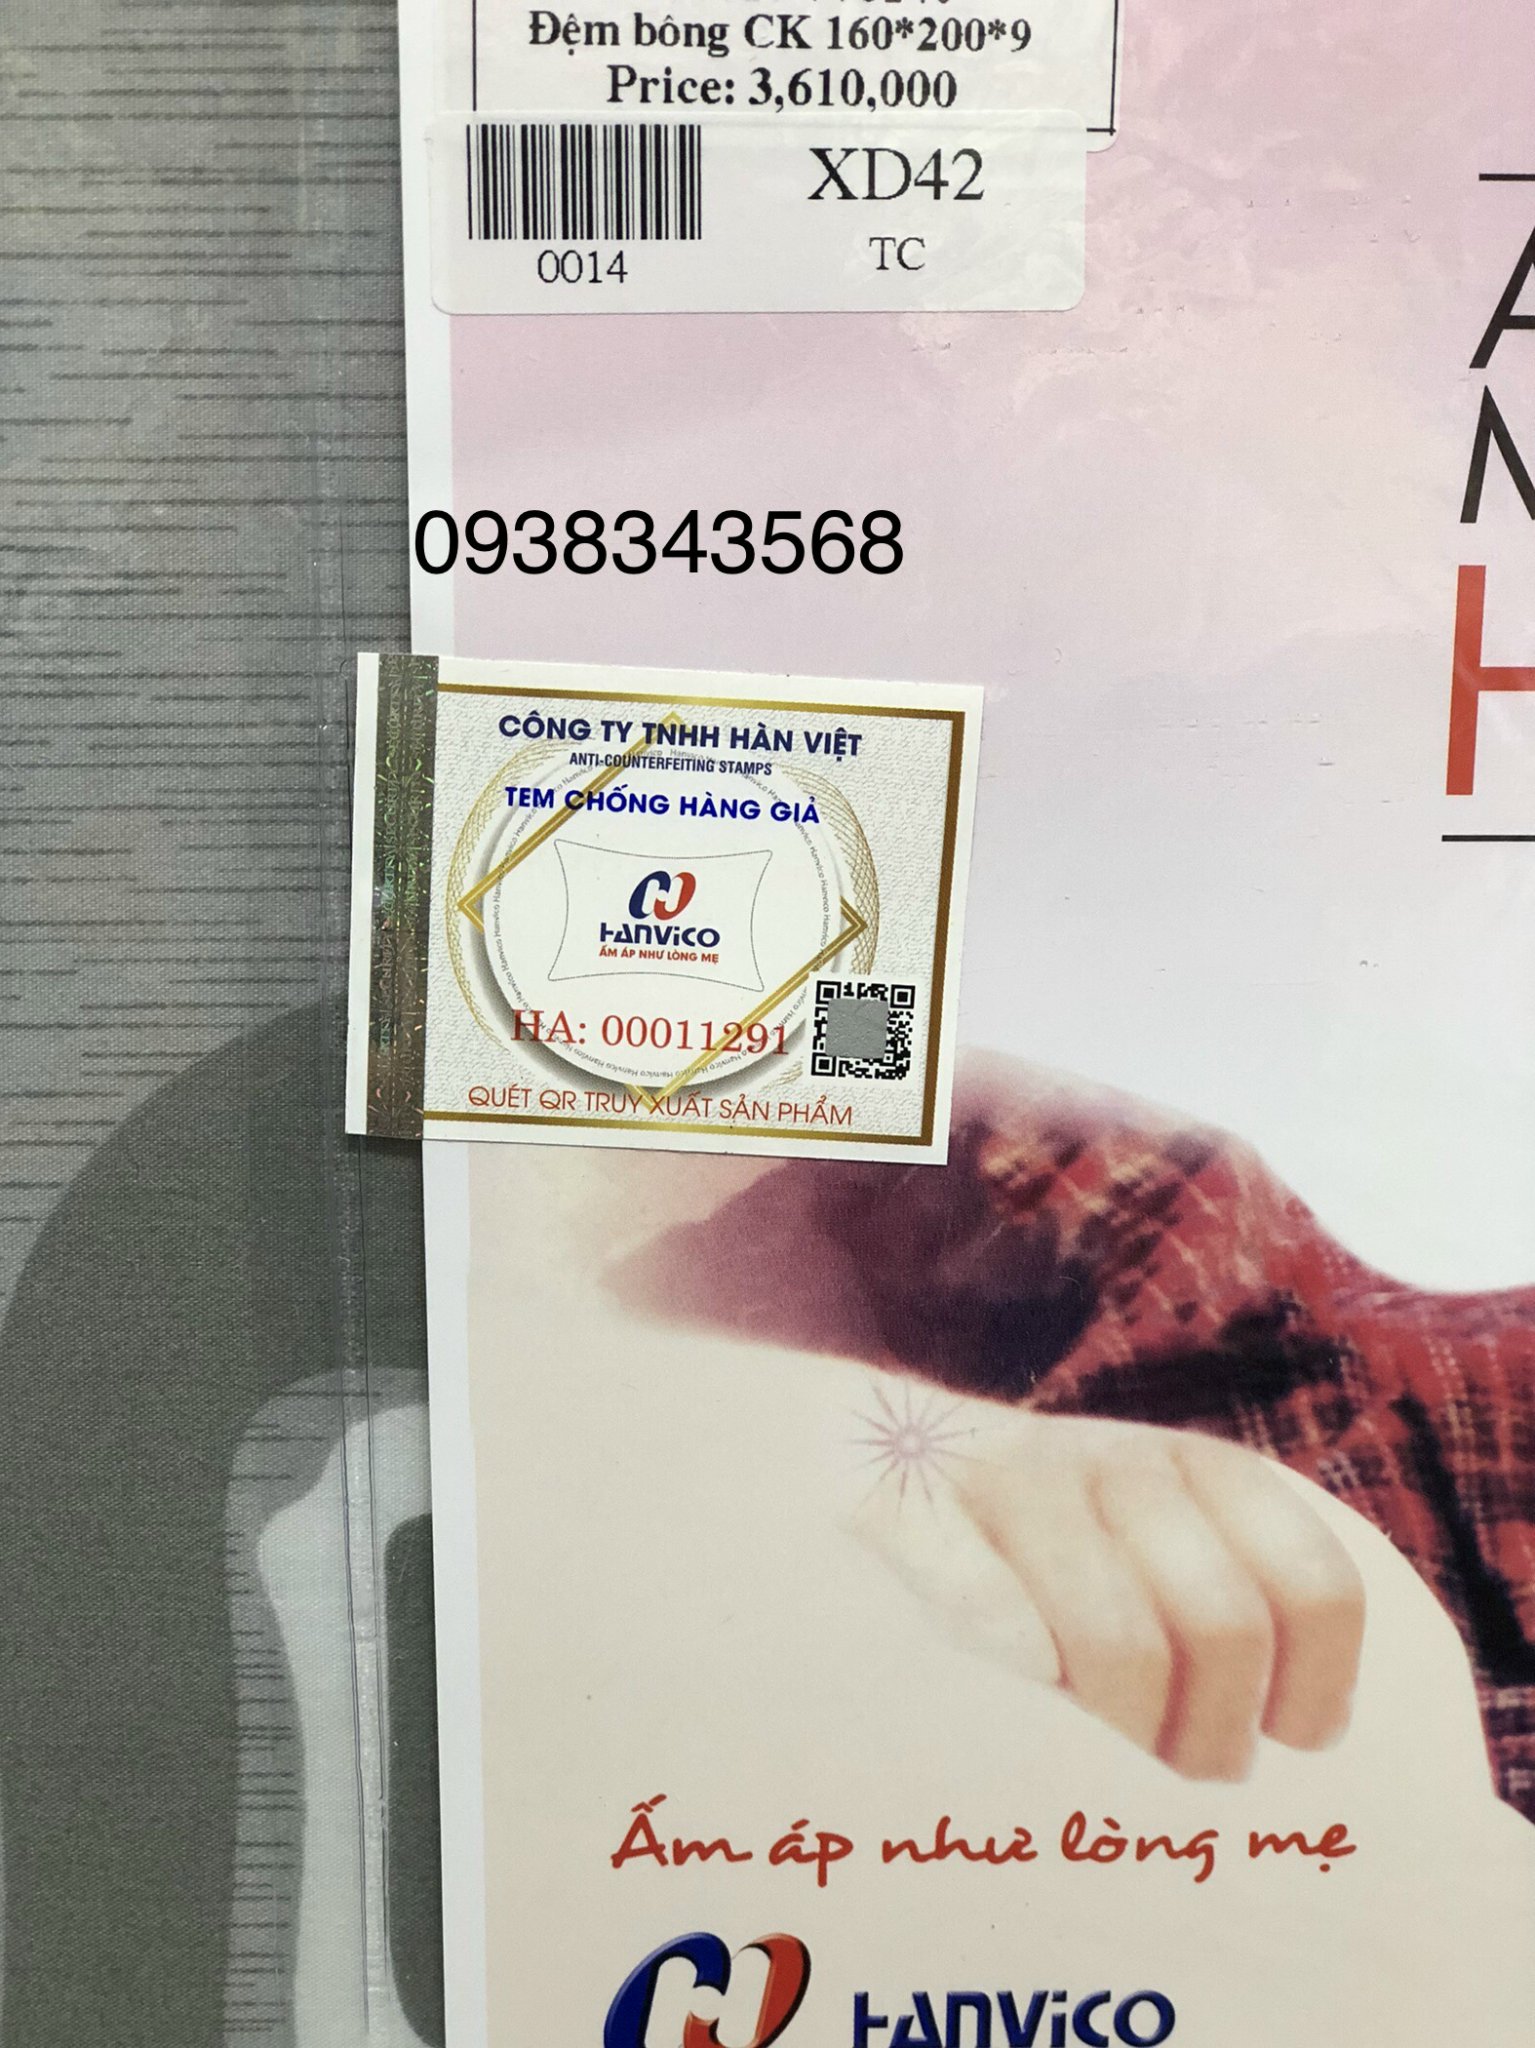 Đệm bông CK 160*200*9
Price: 3,610,000
XD42
0014
TC
A
N
H
0938343568
CÔNG TY TNHH HÀN VIỆT
ANTI-COUNTERFEITING STAMPS
TEM CHỐNG HÀNG GIẢ
HANVICO
ẤM ÁP NHƯ LÒNG MẸ
HA: 00011291
QUÉT QR TRUY XUẤT SẢN PHẨM
Ấm áp như lòng mẹ
HANVICO